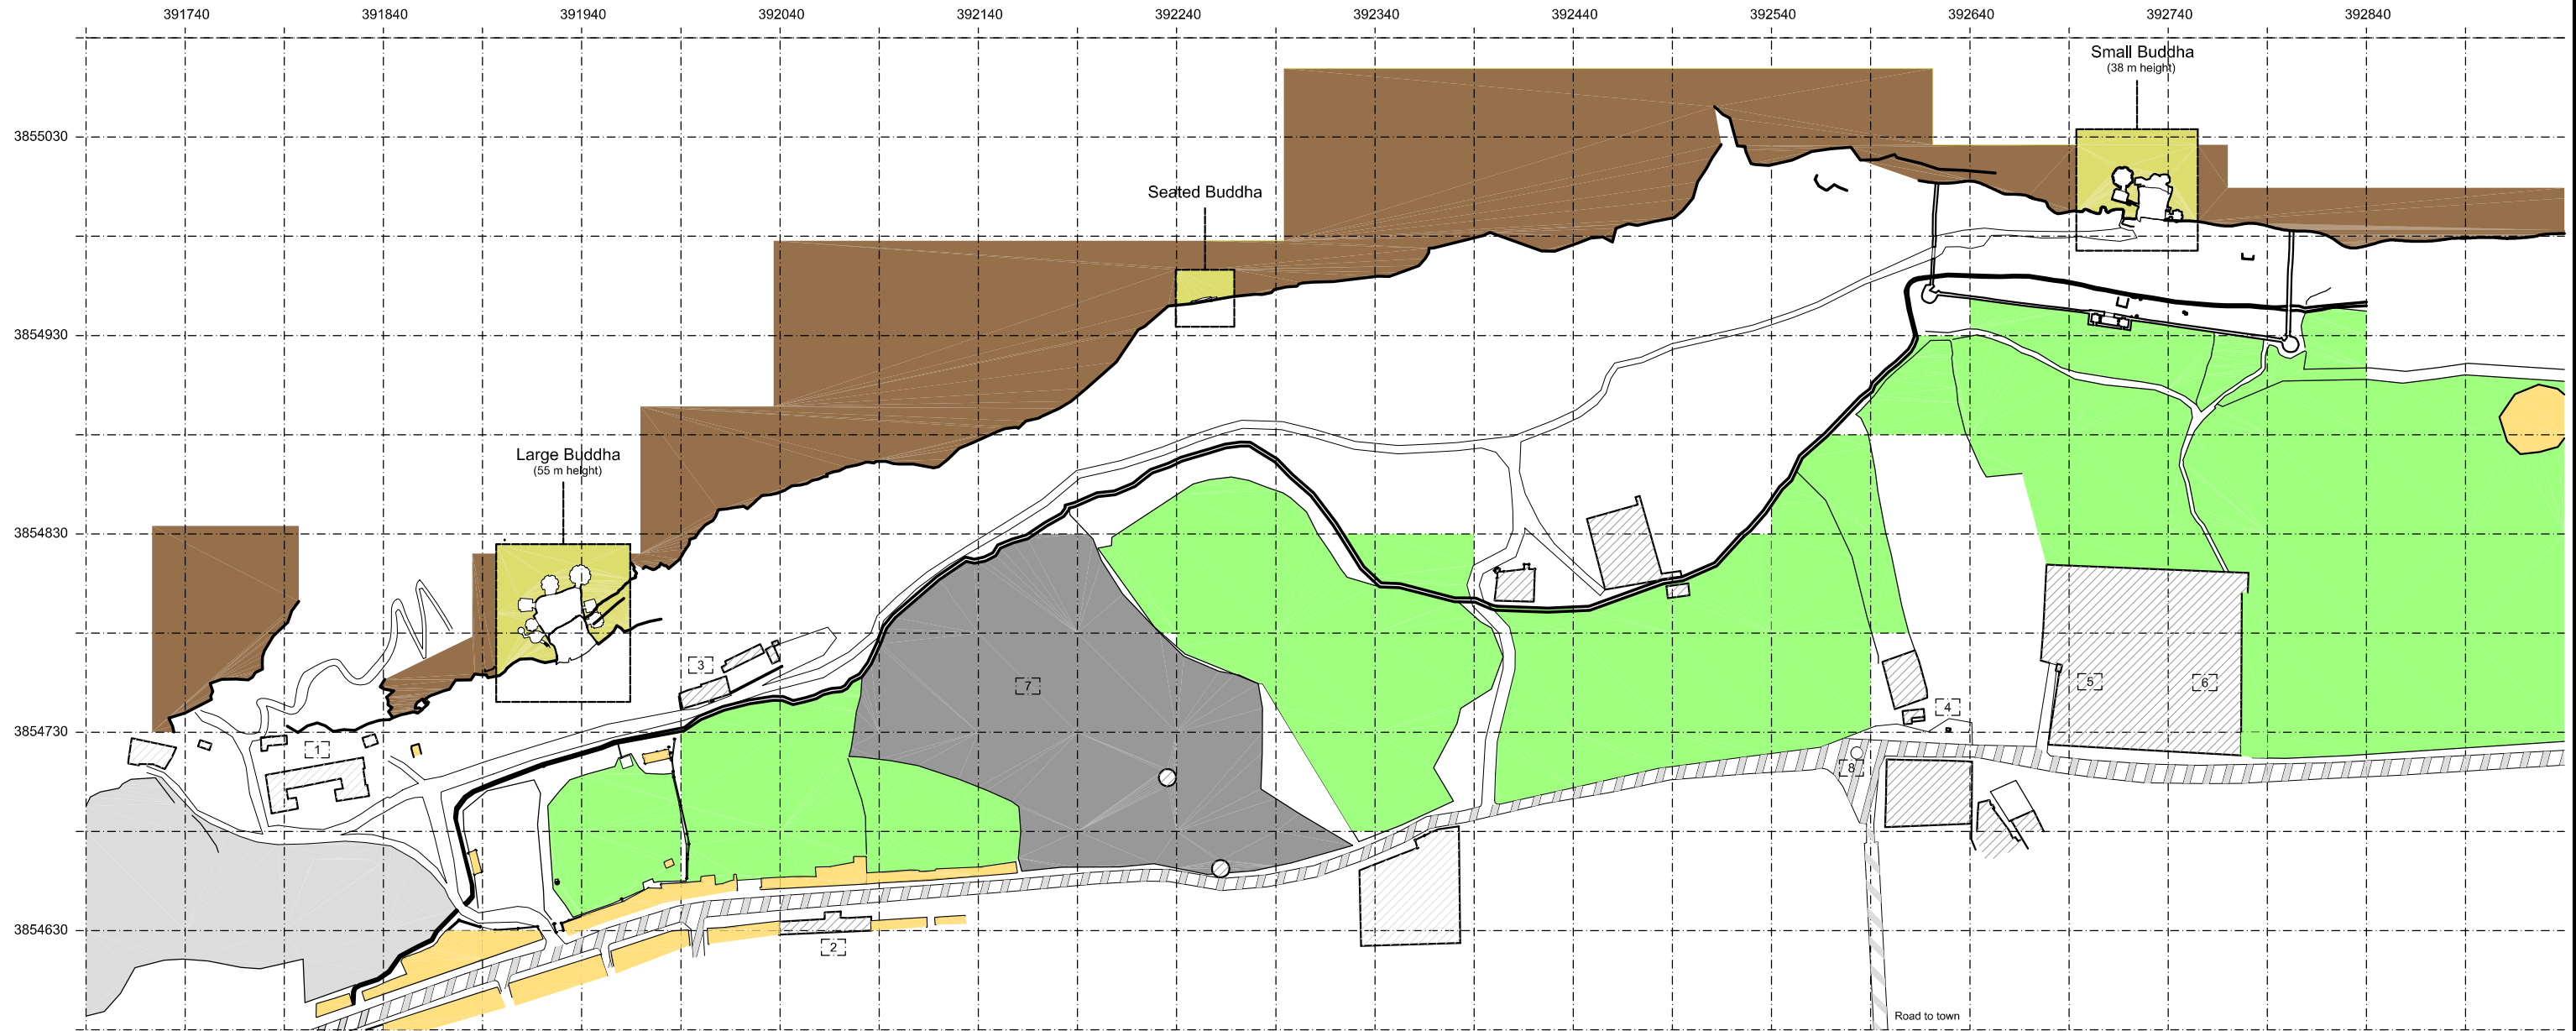 391740 391840 391940 392040 392140 392240 392340 392440 392540 392640 392740 392840
Small Buddha
(38 m height)
3855030
Seated Buddha
3854930
Large Buddha
(55 m height)
3854830
3
7
5
6
4
3854730
1
8
3854630
2
Road to town